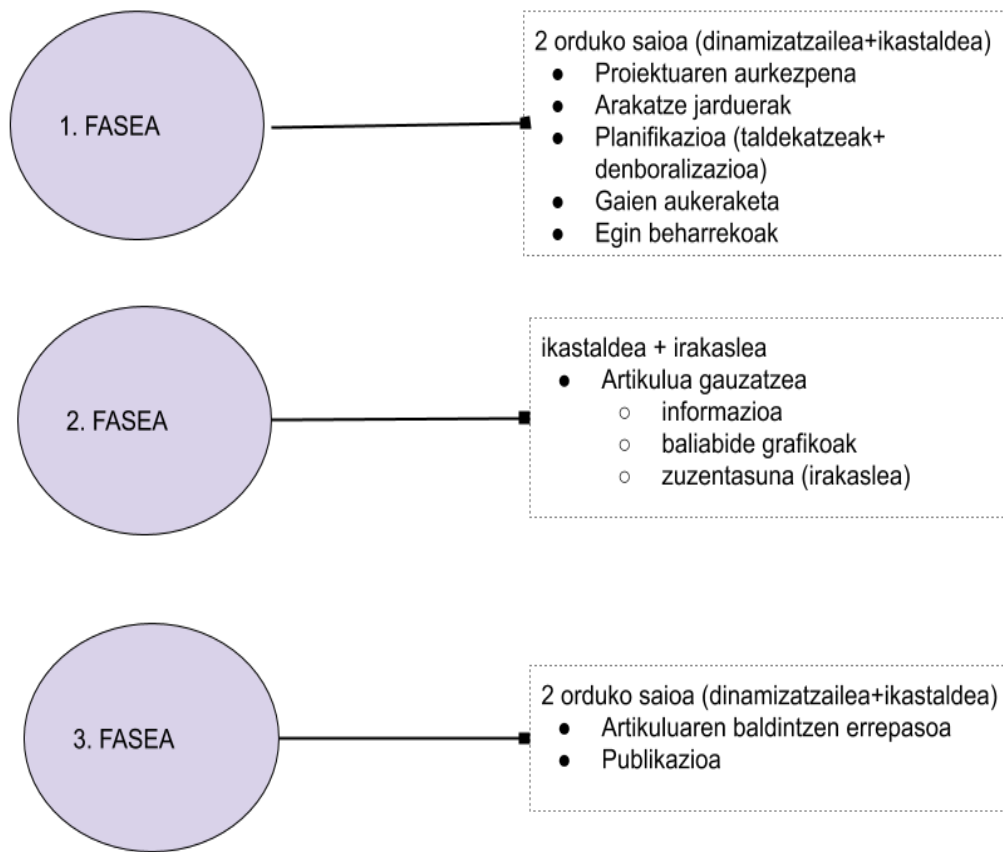 1. FASEA
2 orduko saioa (dinamizatzailea+ikastaldea)
● Proiektuaren aurkezpena
● Arakatze jarduerak
● Planifikazioa (taldekatzeak+
denboralizazioa)
● Gaien aukeraketa
● Egin beharrekoak
2. FASEA
ikastaldea + irakaslea
● Artikulua gauzatzea
○ informazioa
○ baliabide grafikoak
○ zuzentasuna (irakaslea)
3. FASEA
2 orduko saioa (dinamizatzailea+ikastaldea)
● Artikuluaren baldintzen errepasoa
● Publikazioa